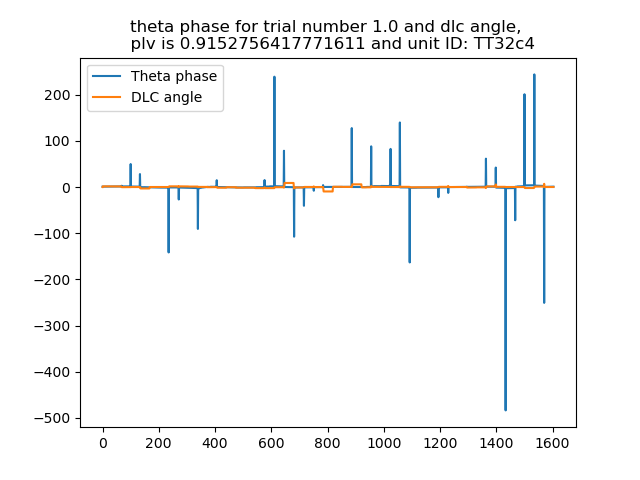 theta phase for trial number 1.0 and dlc angle,
plv is 0.9152756417771611 and unit ID: TT32c4
Theta phase
DLC angle
200
100
0
−100
−200
−300
−400
−500
0 200 400 600 800 1000 1200 1400 1600